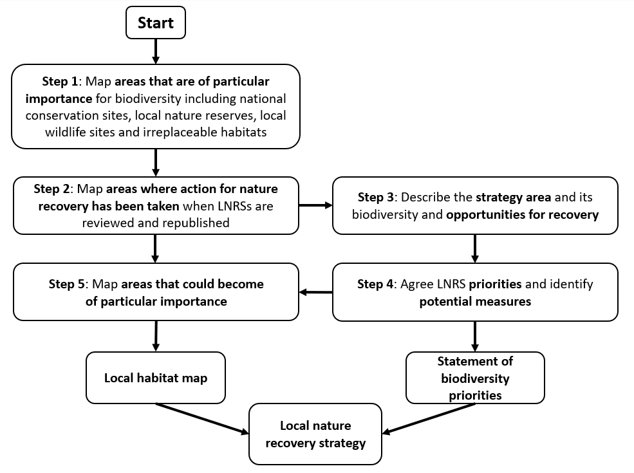 Start
Step 1: Map areas that are of particular
importance for biodiversity including national
conservation sites, local nature reserves, local
wildlife sites and irreplaceable habitats
Step 2: Map areas where action for nature
recovery has been taken when LNRSs are
reviewed and republished
Step 3: Describe the strategy area and its
biodiversity and opportunities for recovery
Step 5: Map areas that could become
of particular importance
Step 4: Agree LNRS priorities and identify
potential measures
Local habitat map
Statement of
biodiversity
priorities
Local nature
recovery strategy